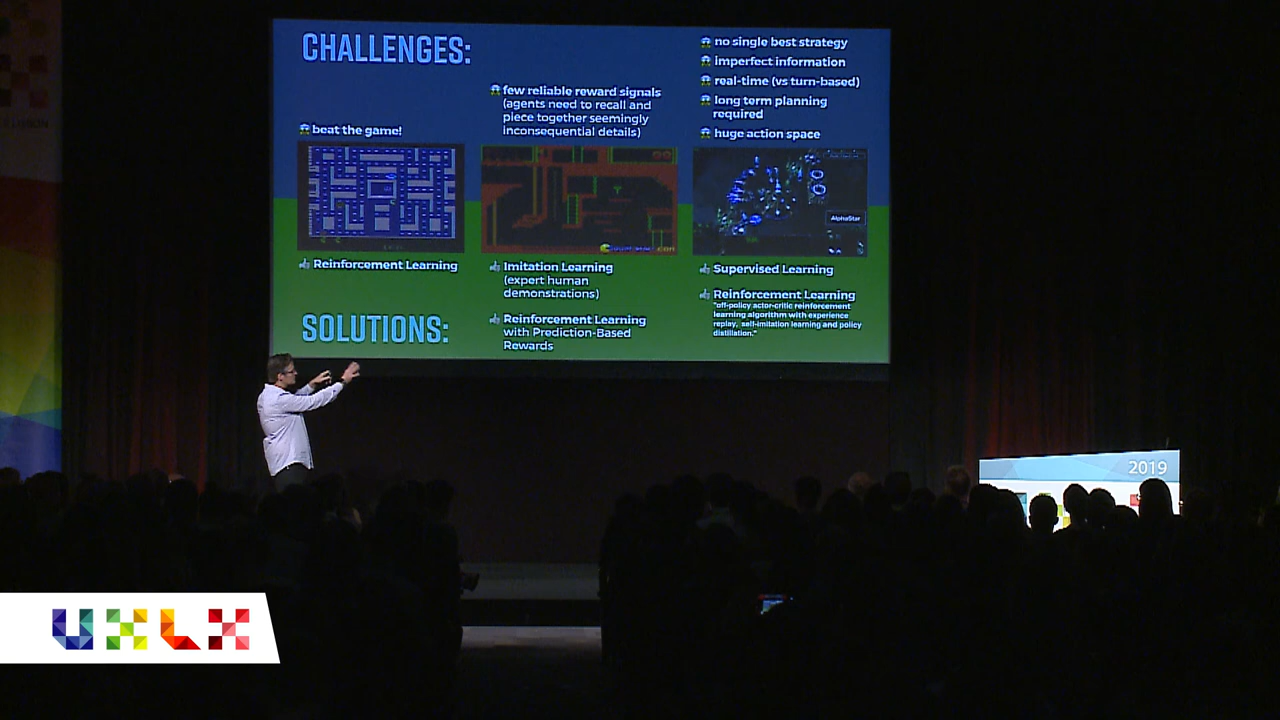 CHALLENGES:
beat the game!
few reliable reward signals
(agents need to recall and
piece together seemingly
inconsequential details)
no single best strategy
imperfect information
real-time (vs turn-based)
long term planning
required
huge action space
AlphaStar
Reinforcement Learning
Imitation Learning
(expert human
demonstrations)
Reinforcement Learning
with Prediction-Based
Rewards
Supervised Learning
Reinforcement Learning
"off-policy actor-critic reinforcement
learning algorithm with experience
replay, self-imitation learning and policy
distillation."
SOLUTIONS:
2019
UXLX